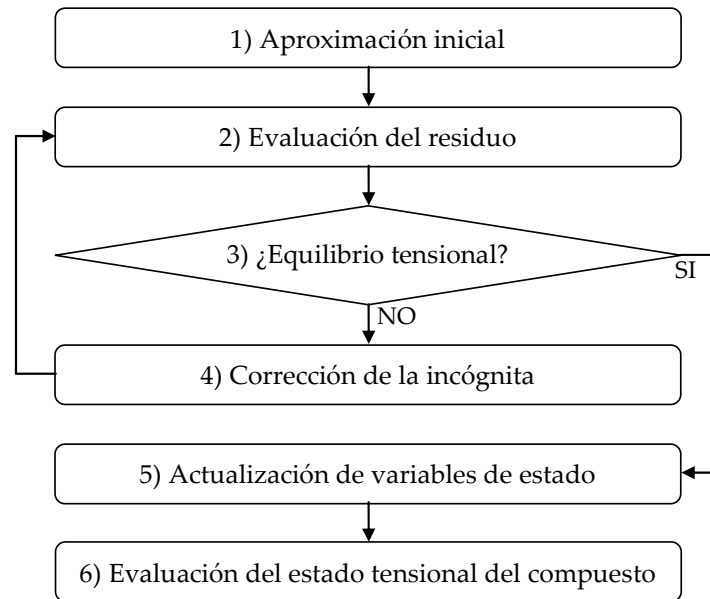 1) Aproximación inicial
2) Evaluación del residuo
3) ¿Equilibrio tensional?
SI
NO
4) Corrección de la incógnita
5) Actualización de variables de estado
6) Evaluación del estado tensional del compuesto